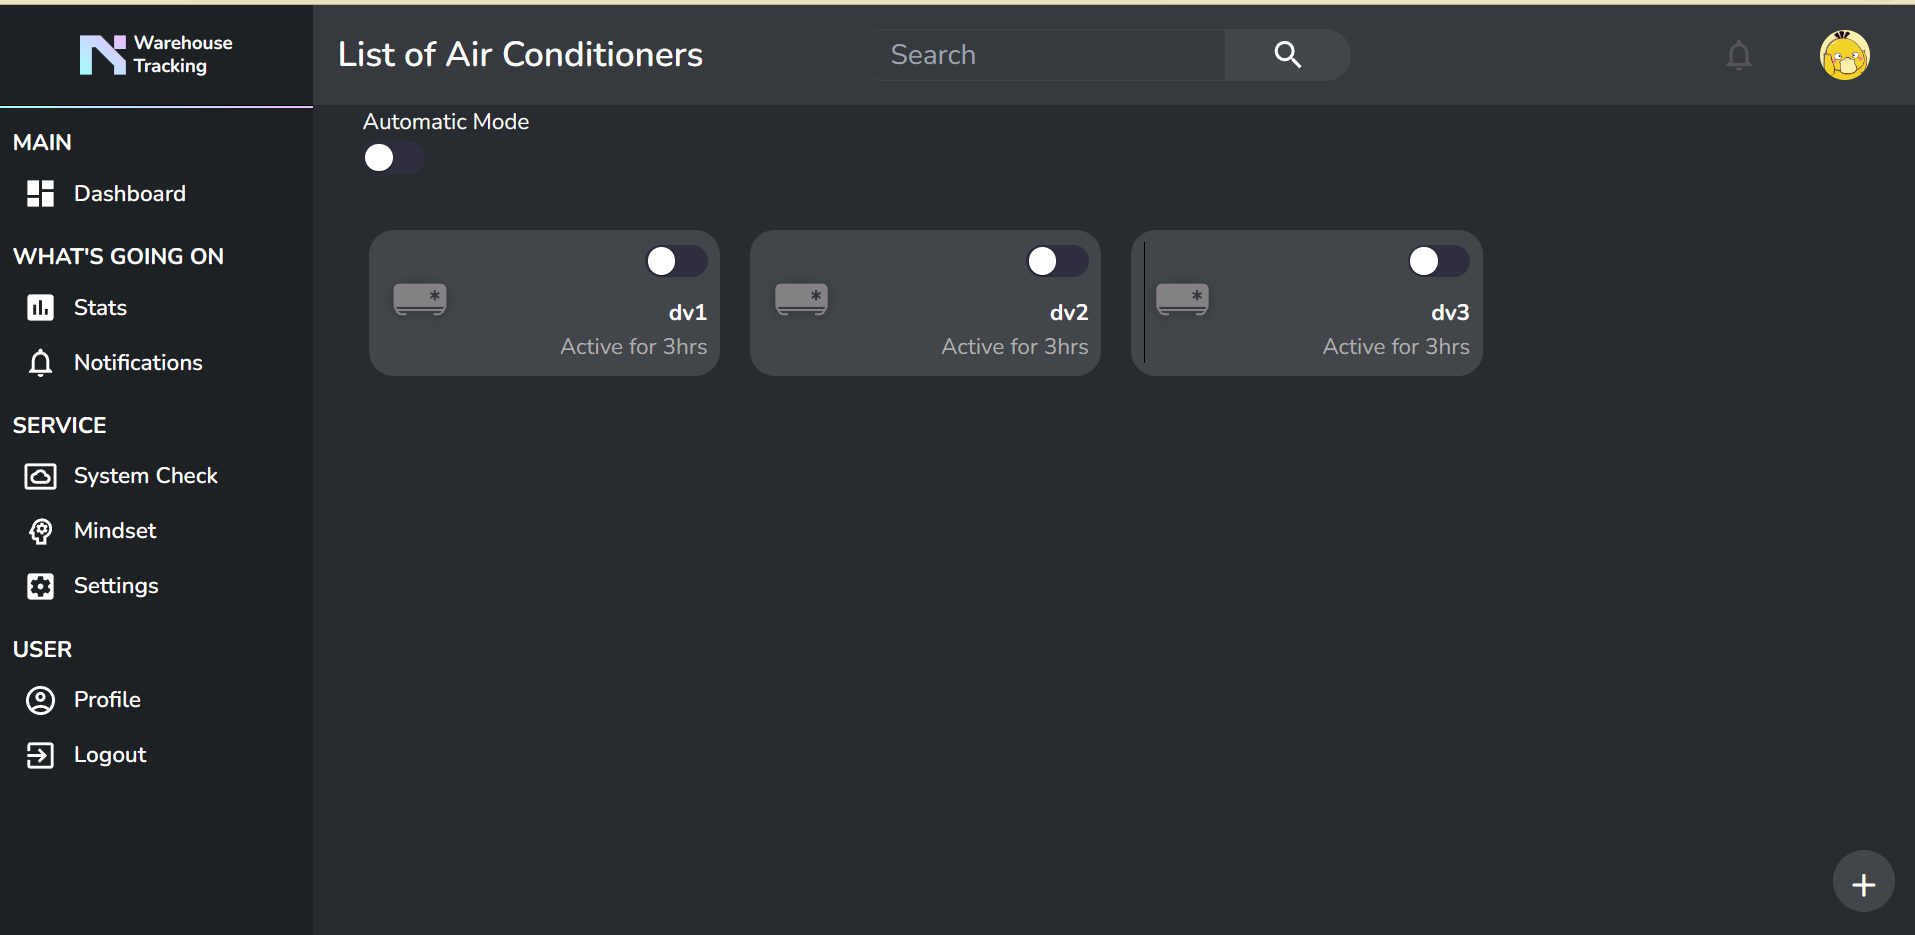 Warehouse
Tracking
List of Air Conditioners
Search
MAIN
Dashboard
WHAT'S GOING ON
Stats
Notifications
SERVICE
System Check
Mindset
Settings
USER
Profile
Logout
Automatic Mode
dv1
Active for 3hrs
dv2
Active for 3hrs
dv3
Active for 3hrs